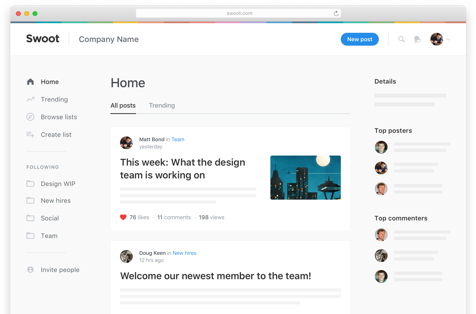 swoot.com
Swoot
Company Name
New post
Home
Trending
Browse lists
Create list
FOLLOWING
Design WIP
New hires
Social
Team
Invite people
Home
All posts
Trending
Matt Bond in Team
yesterday
This week: What the design
team is working on
76 likes · 11 comments · 198 views
Doug Keen in New hires
12 hrs ago
Welcome our newest member to the team!
Details
Top posters
Top commenters